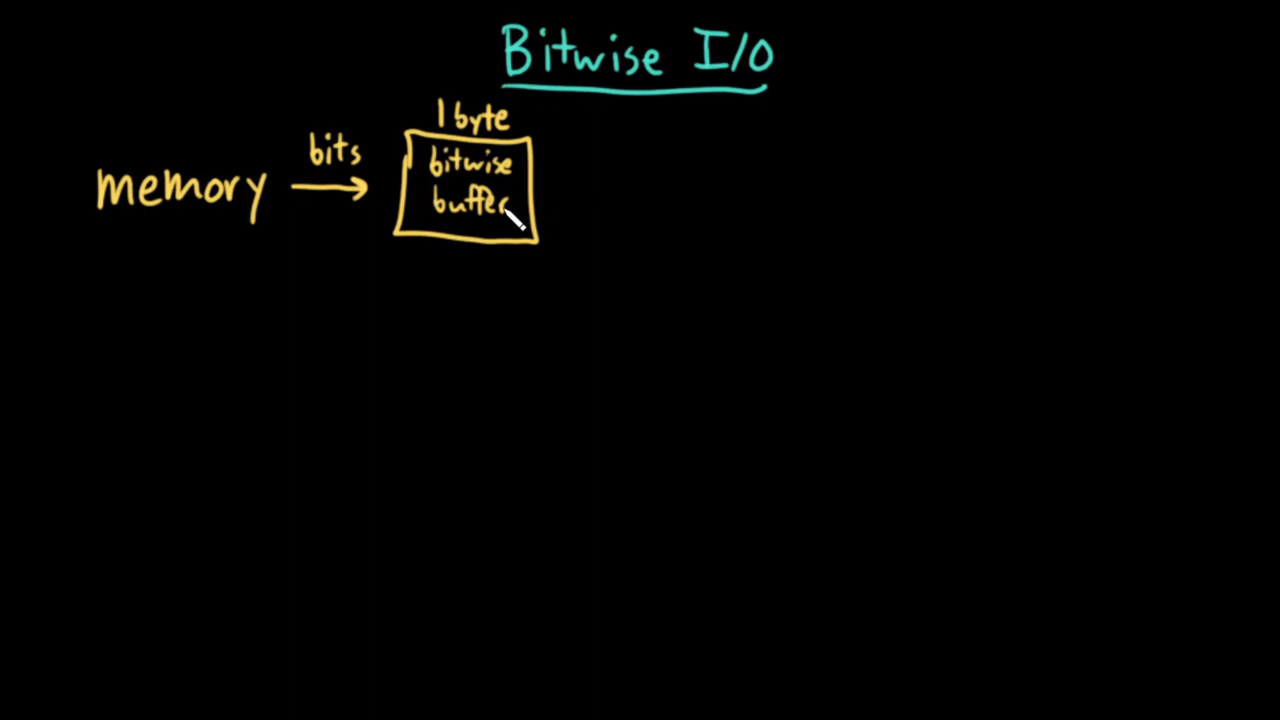 Bitwise I/O
1 byte
bits
memory
bitwise
buffer